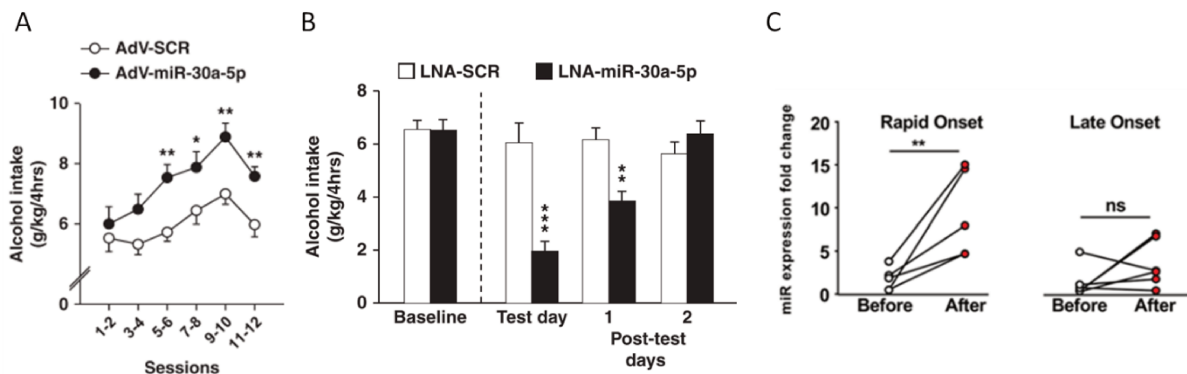 A
AdV-SCR
AdV-miR-30a-5p
10
8
6
0
Alcohol intake
(g/kg/4hrs)
**
*
**
**
1-2
3-4
5-6
7-8
9-10
11-12
Sessions
B
LNA-SCR
LNA-miR-30a-5p
8
6
4
2
0
Alcohol intake
(g/kg/4hrs)
***
**
Baseline
Test day
1
2
Post-test
days
C
miR expression fold change
20
15
10
5
0
Rapid Onset
**
Before
After
Late Onset
ns
Before
After